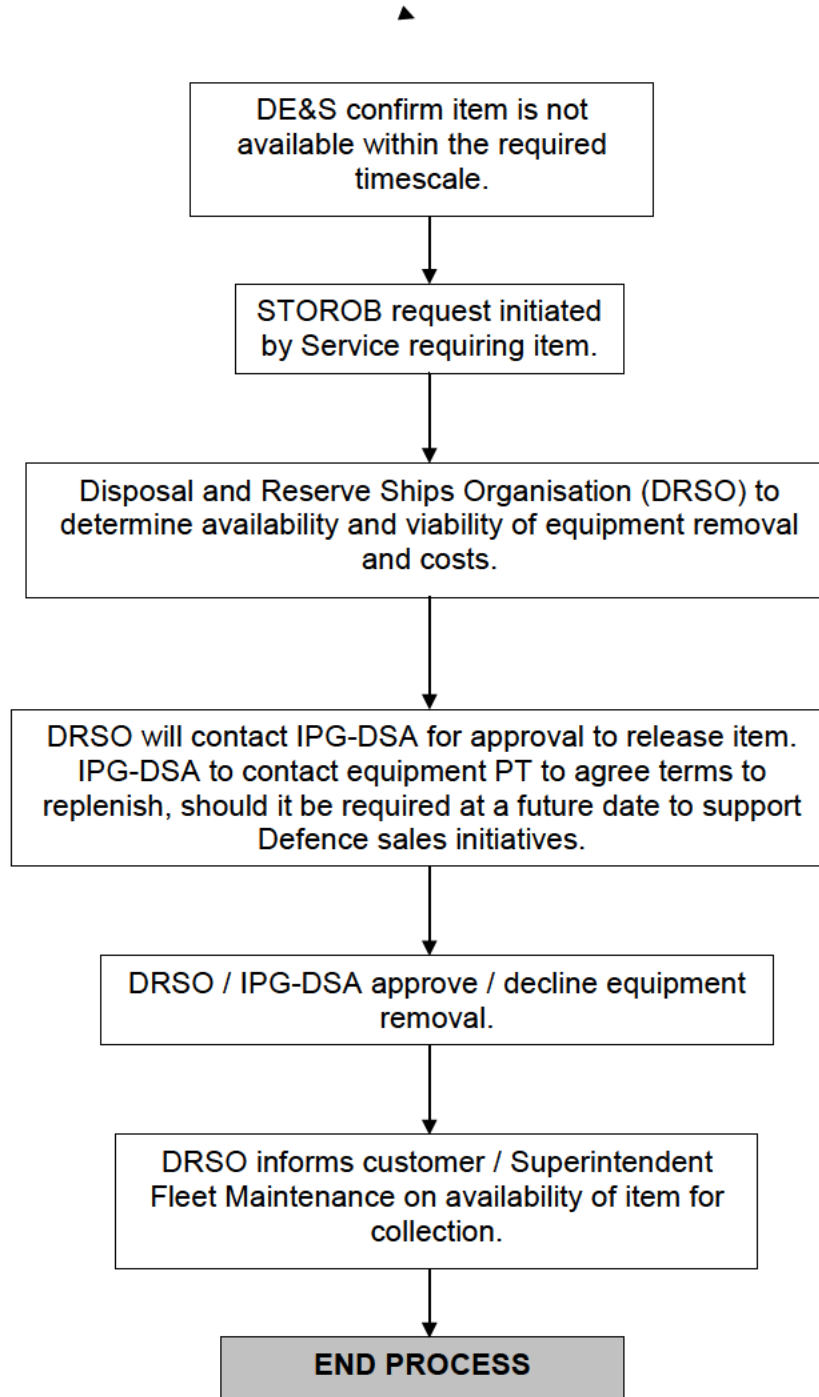 DE&S confirm item is not
available within the required
timescale.
STOROB request initiated
by Service requiring item.
Disposal and Reserve Ships Organisation (DRSO) to
determine availability and viability of equipment removal
and costs.
DRSO will contact IPG-DSA for approval to release item.
IPG-DSA to contact equipment PT to agree terms to
replenish, should it be required at a future date to support
Defence sales initiatives.
DRSO / IPG-DSA approve / decline equipment
removal.
DRSO informs customer / Superintendent
Fleet Maintenance on availability of item for
collection.
END PROCESS